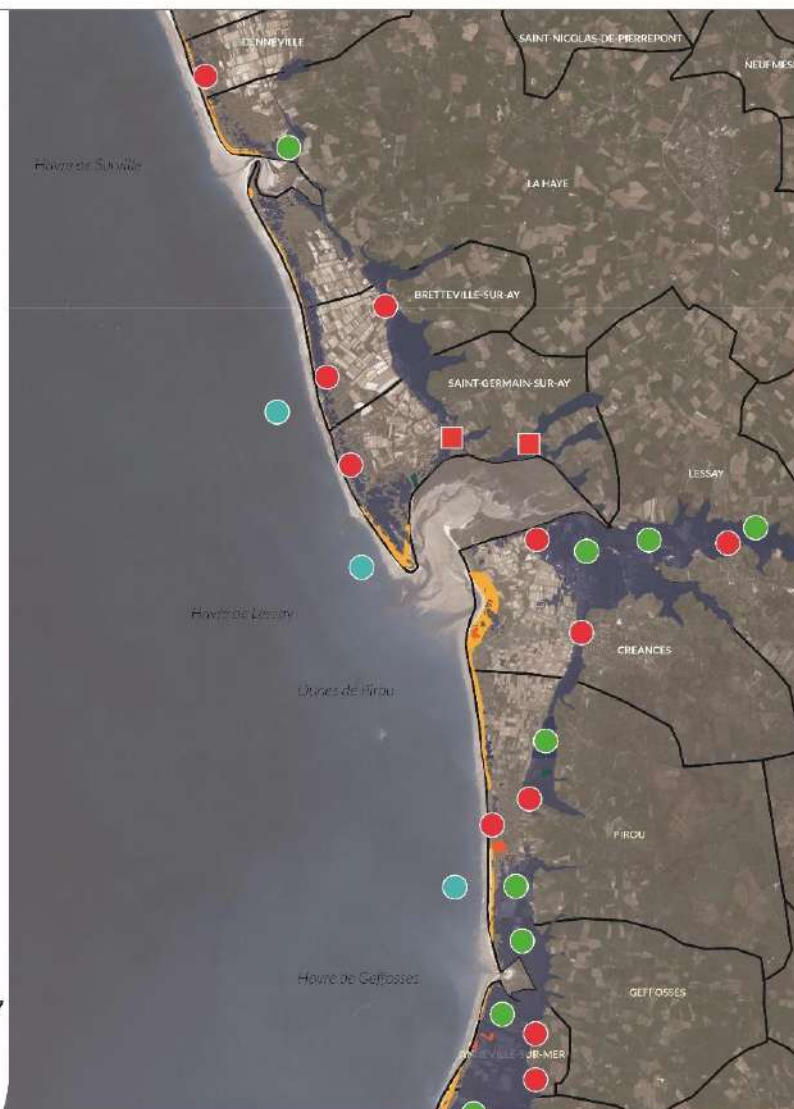 DENNEVILLE
SAINT-NICOLAS-DE-PIERREPONT
Havre de Surville
LA HAYE
BRETTEVILLE-SUR-AY
SAINT-GERMAIN-SUR-AY
LESSAY
Havre de Lessay
CREANCES
Dunes de Pirou
PIROU
Havre de Geffosses
GEFFOSSES